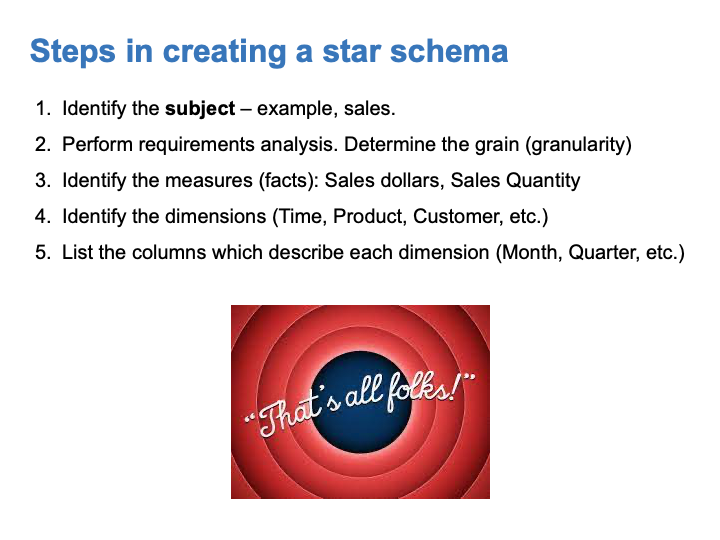 Steps in creating a star schema
1. Identify the subject – example, sales.
2. Perform requirements analysis. Determine the grain (granularity)
3. Identify the measures (facts): Sales dollars, Sales Quantity
4. Identify the dimensions (Time, Product, Customer, etc.)
5. List the columns which describe each dimension (Month, Quarter, etc.)
“That's all folks!”